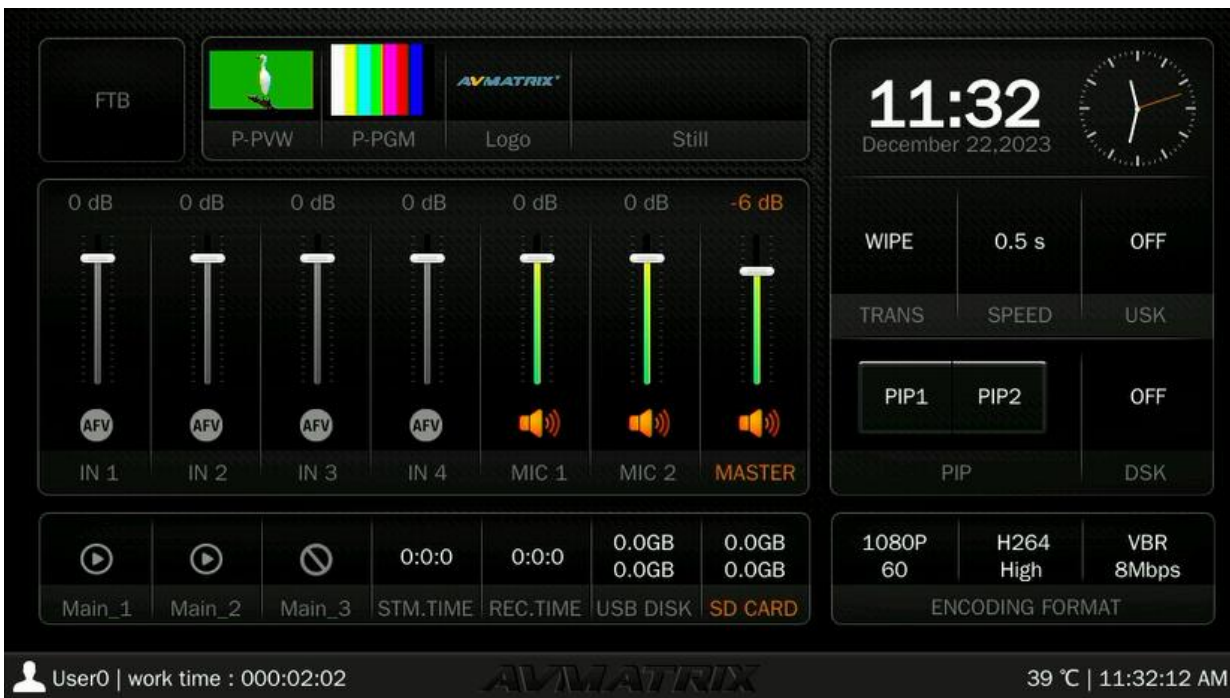 FTB
AVMATRIX
P-PVW P-PGM Logo Still
11:32
December 22,2023
0 dB 0 dB 0 dB 0 dB 0 dB 0 dB -6 dB
AFV AFV AFV AFV
IN 1 IN 2 IN 3 IN 4 MIC 1 MIC 2 MASTER
WIPE 0.5 s OFF
TRANS SPEED USK
PIP1 PIP2 OFF
PIP DSK
0:0:0 0:0:0 0.0GB 0.0GB
0.0GB 0.0GB
Main_1 Main_2 Main_3 STM.TIME REC.TIME USB DISK SD CARD
1080P H264 VBR
60 High 8Mbps
ENCODING FORMAT
User0 | work time : 000:02:02 AVMATRIX 39 ℃ | 11:32:12 AM